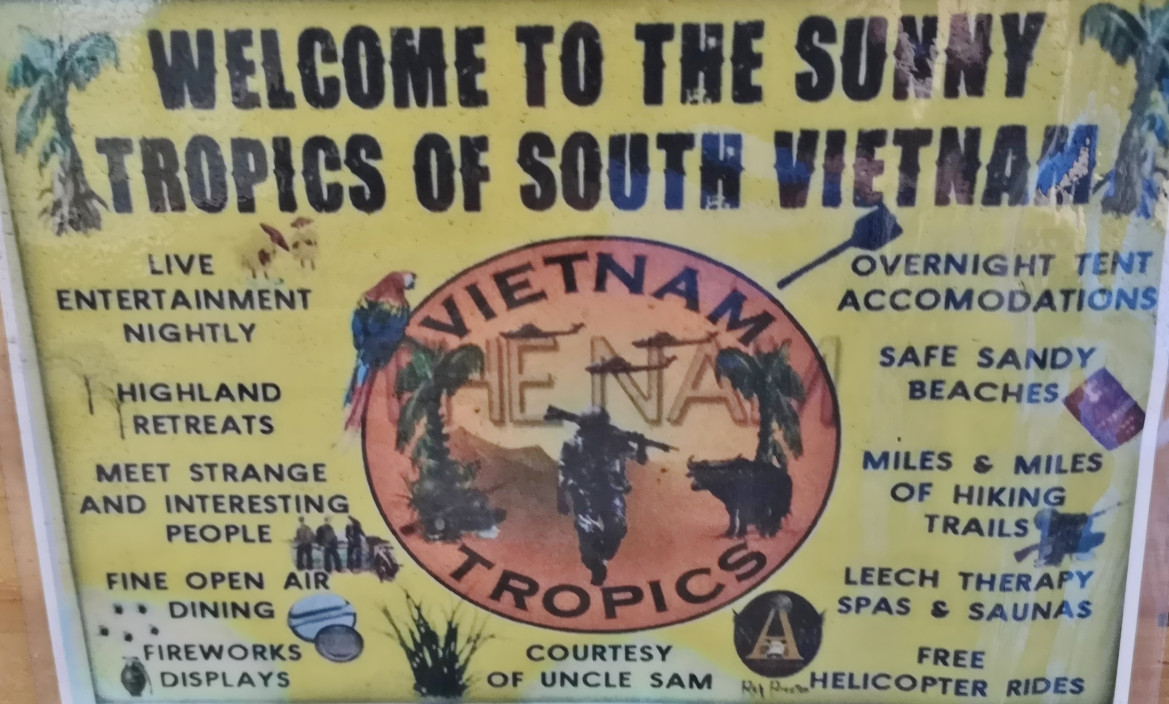 WELCOME TO THE SUNNY
TROPICS OF SOUTH VIETNAM
LIVE
ENTERTAINMENT
NIGHTLY
HIGHLAND
RETREATS
MEET STRANGE
AND INTERESTING
PEOPLE
FINE OPEN AIR
DINING
FIREWORKS
DISPLAYS
VIETNAM
THE NAM
TROPICS
COURTESY
OF UNCLE SAM
OVERNIGHT TENT
ACCOMODATIONS
SAFE SANDY
BEACHES
MILES & MILES
OF HIKING
TRAILS
LEECH THERAPY
SPAS & SAUNAS
FREE
HELICOPTER RIDES